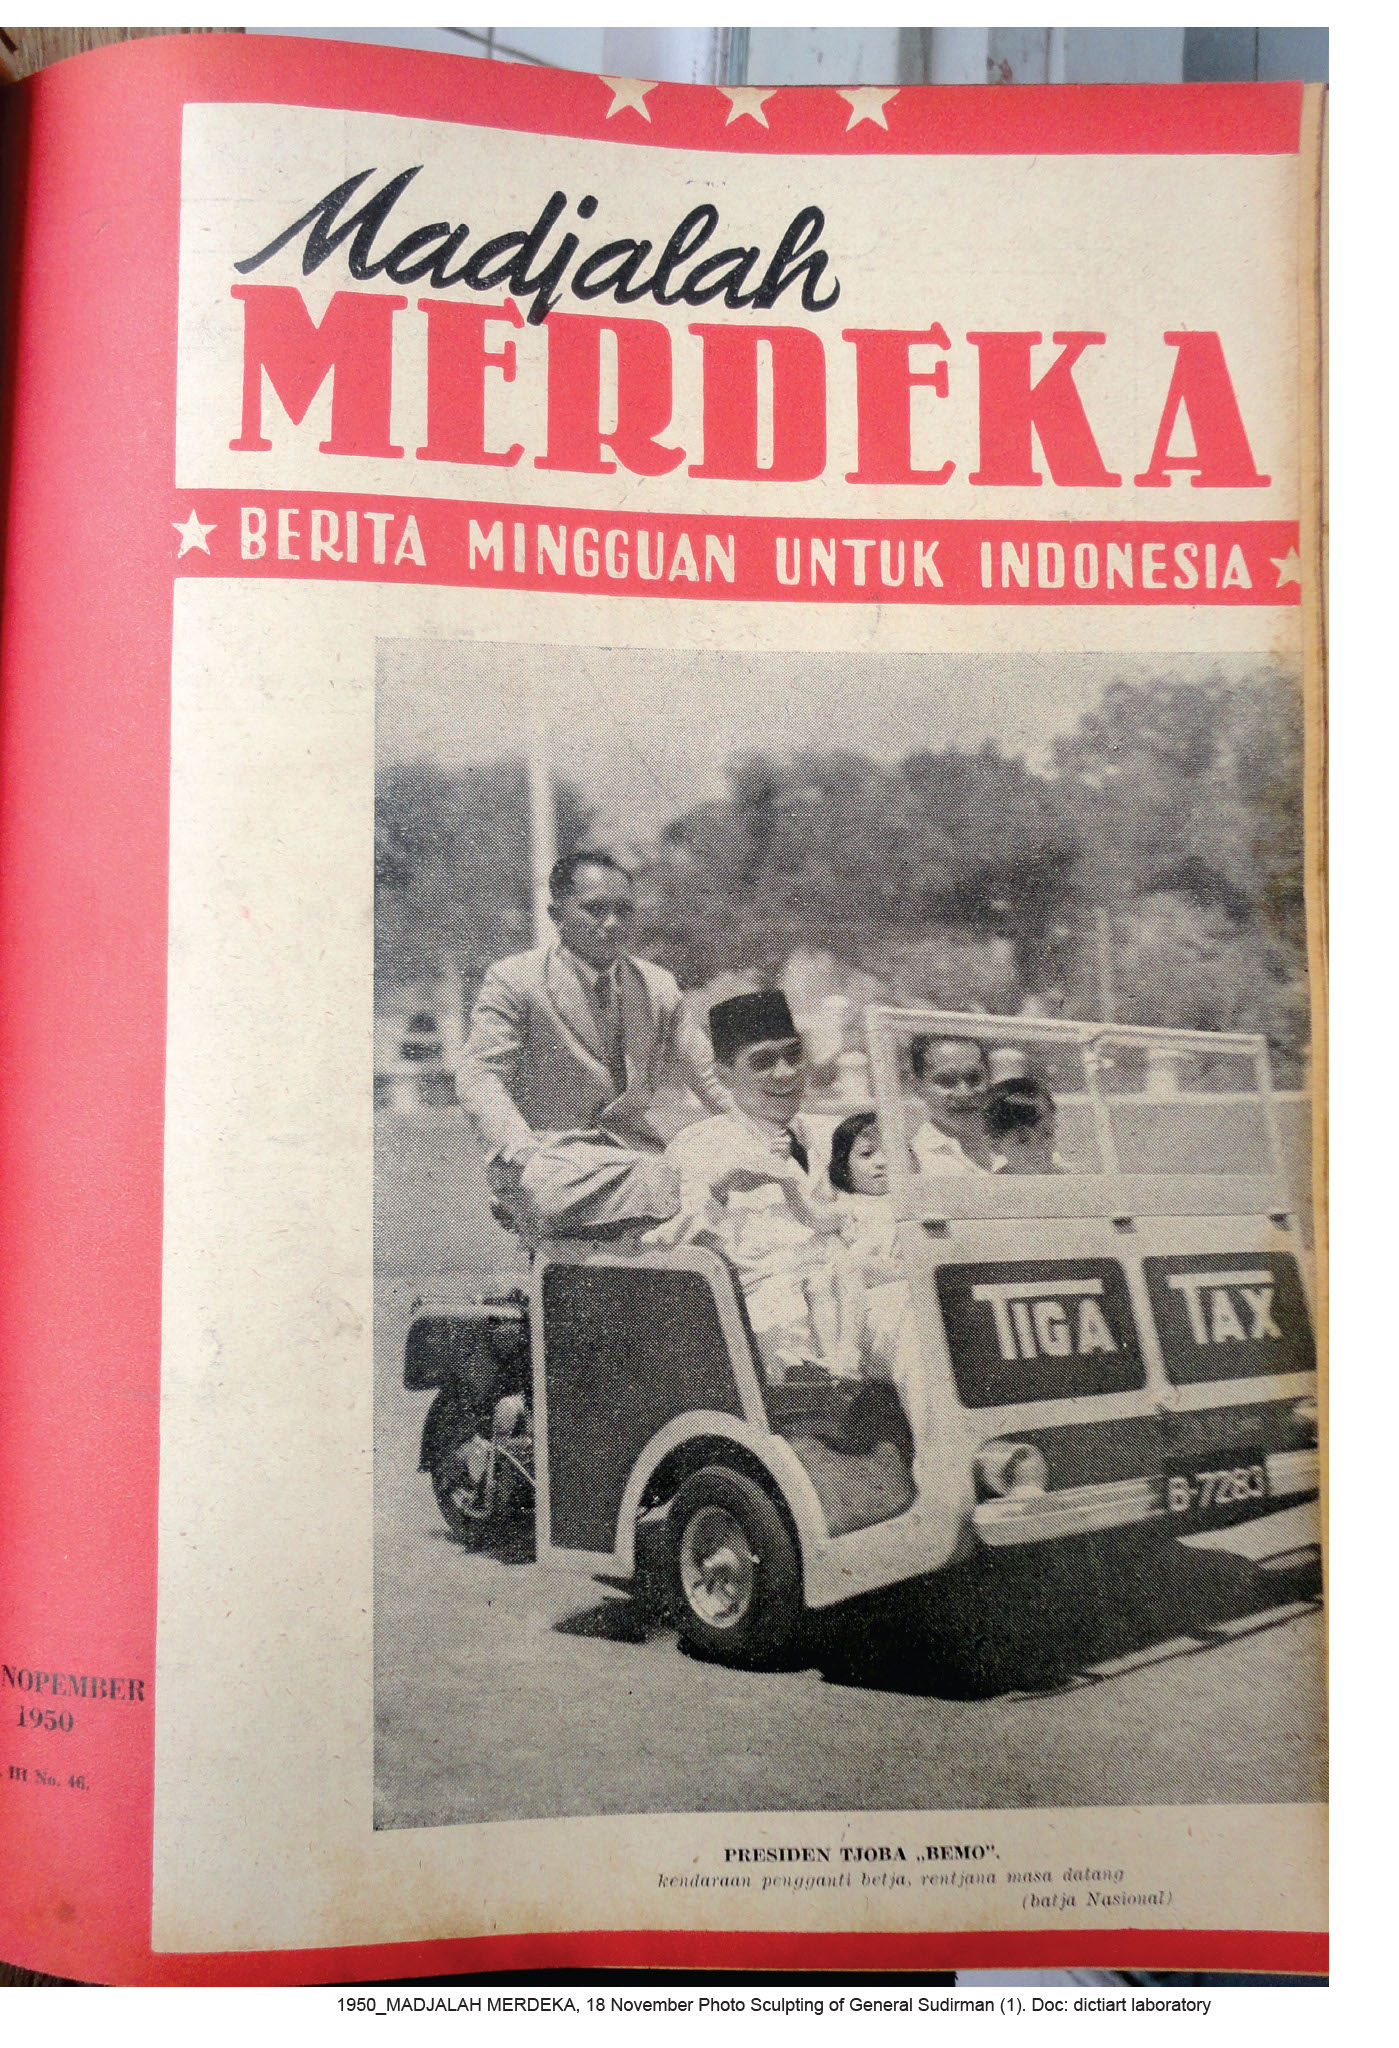 Madjalah
MERDEKA
BERITA MINGGUAN UNTUK INDONESIA
TIGA TAX
B-77283
NOPEMBER
1950
III No. 46.
PRESIDEN TJOBA „BEMO”.
kendaraan pengganti betja, rentjana masa datang
(batja Nasional)
1950_MADJALAH MERDEKA, 18 November Photo Sculpting of General Sudirman (1). Doc: dictiart laboratory